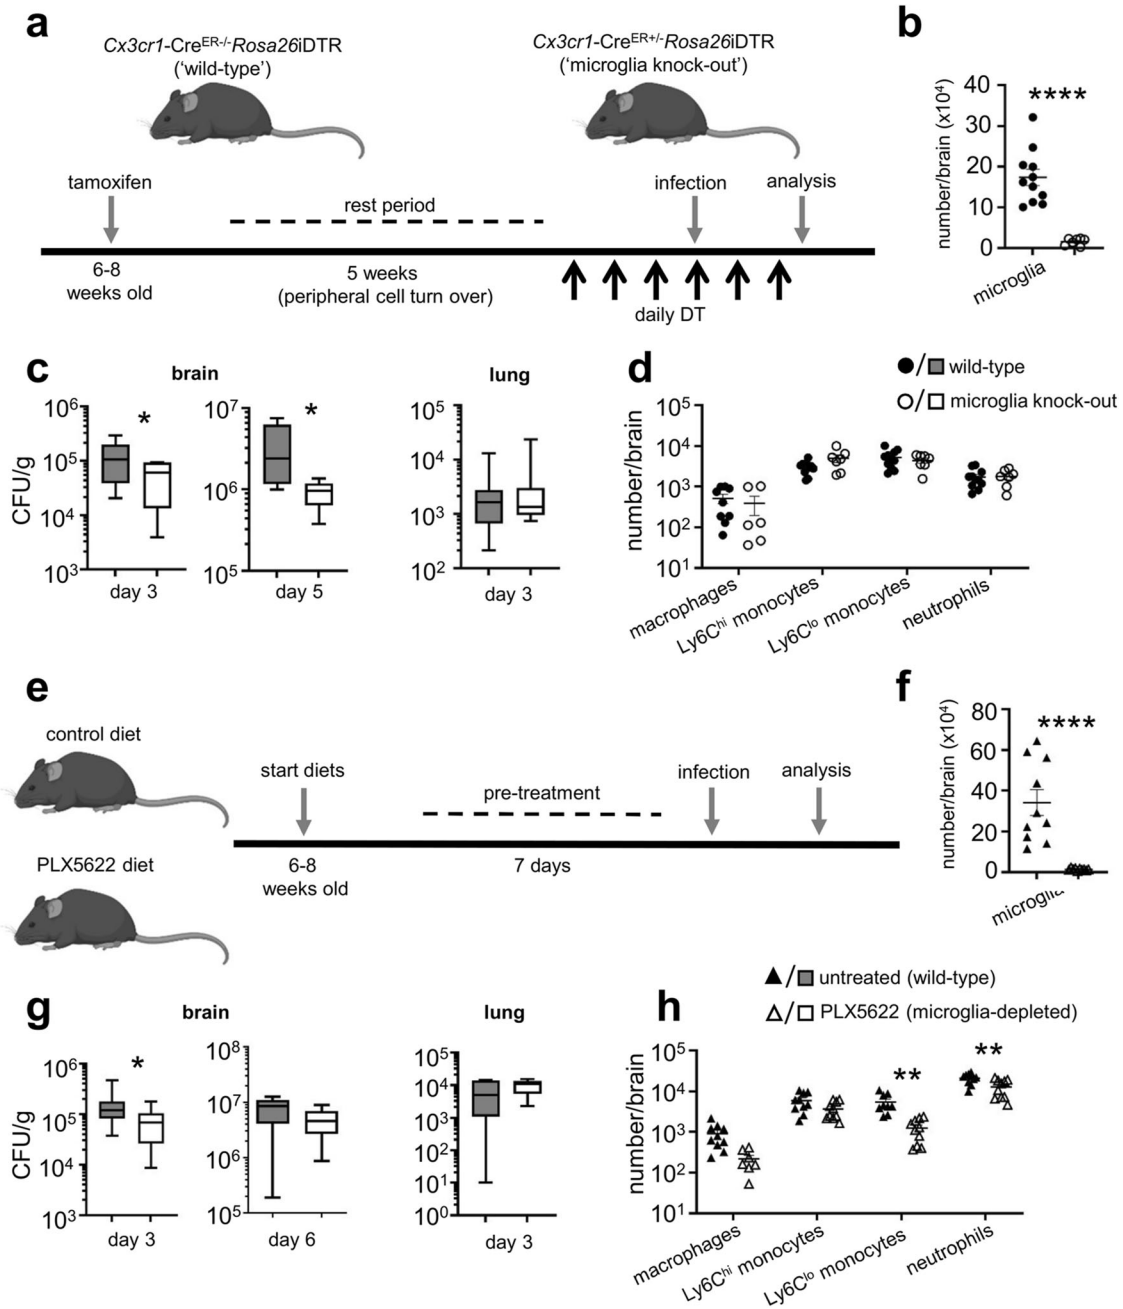 a
Cx3cr1-CreER-/-Rosa26iDTR
('wild-type')
Cx3cr1-CreER+/-Rosa26iDTR
('microglia knock-out')
tamoxifen
rest period
infection
analysis
6-8
weeks old
5 weeks
(peripheral cell turn over)
daily DT
b
number/brain (x10⁴)
40
30
20
10
0
****
microglia
c
brain
lung
CFU/g
10⁶
10⁵
10⁴
10³
*
day 3
10⁷
10⁶
10⁵
*
day 5
10⁵
10⁴
10³
10²
day 3
d
●/■ wild-type
○/□ microglia knock-out
number/brain
10⁵
10⁴
10³
10²
10¹
macrophages
Ly6Chi monocytes
Ly6Clo monocytes
neutrophils
e
control diet
PLX5622 diet
start diets
pre-treatment
infection
analysis
6-8
weeks old
7 days
f
number/brain (x10⁴)
80
60
40
20
0
****
g
brain
lung
CFU/g
10⁶
10⁵
10⁴
10³
*
day 3
10⁸
10⁷
10⁶
10⁵
day 6
10⁵
10⁴
10³
10²
10¹
10⁰
day 3
▲/■ untreated (wild-type)
△/□ PLX5622 (microglia-depleted)
h
number/brain
10⁵
10⁴
10³
10²
10¹
**
**
macrophages
Ly6Chi monocytes
Ly6Clo monocytes
neutrophils